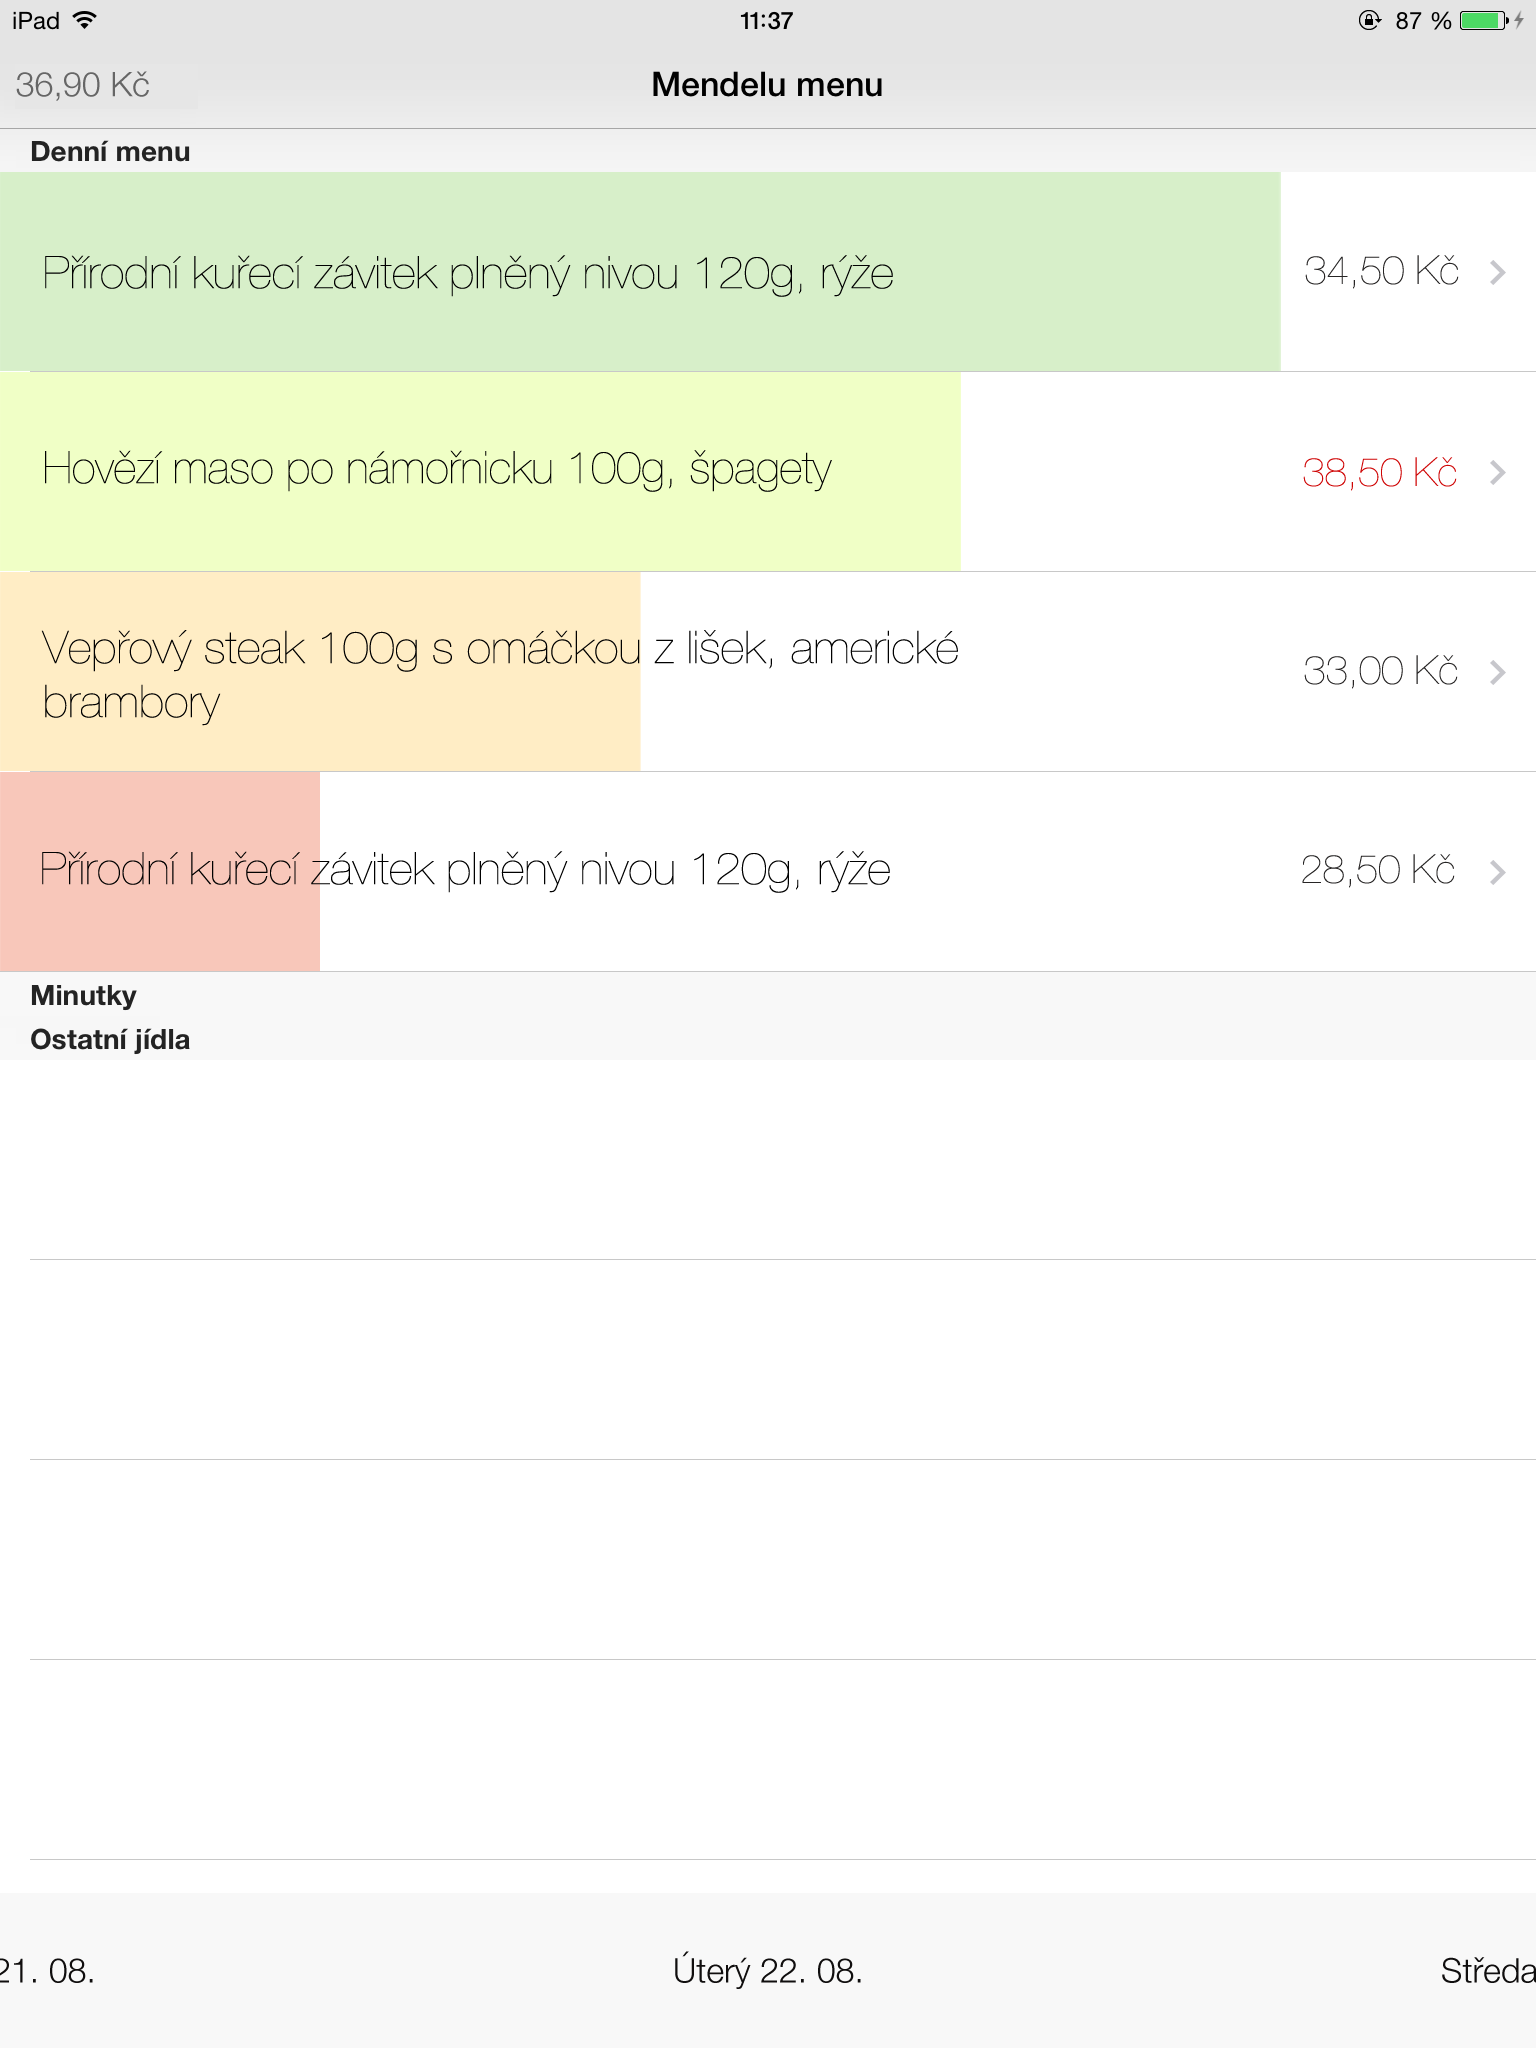 iPad 11:37 87 %
36,90 Kč Mendelu menu
Denní menu
Přírodní kuřecí závitek plněný nivou 120g, rýže 34,50 Kč
Hovězí maso po námořnicku 100g, špagety 38,50 Kč
Vepřový steak 100g s omáčkou z lišek, americké
brambory 33,00 Kč
Přírodní kuřecí závitek plněný nivou 120g, rýže 28,50 Kč
Minutky
Ostatní jídla
21. 08. Úterý 22. 08. Středa